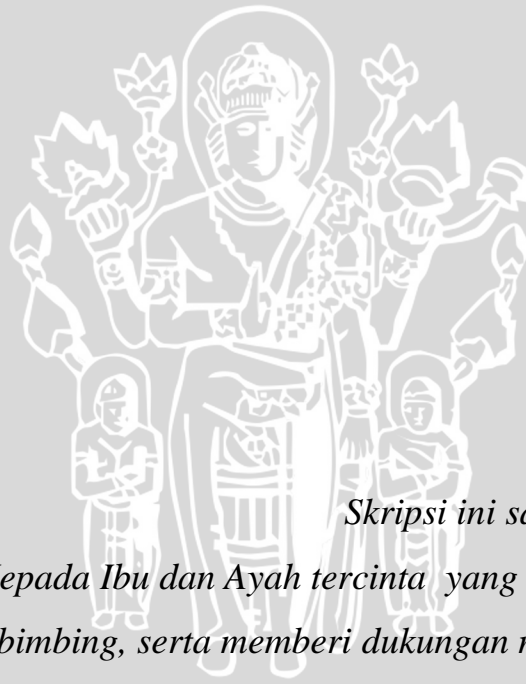 Skripsi ini
epada Ibu dan Ayah tercinta yang
bimbing, serta memberi dukungan